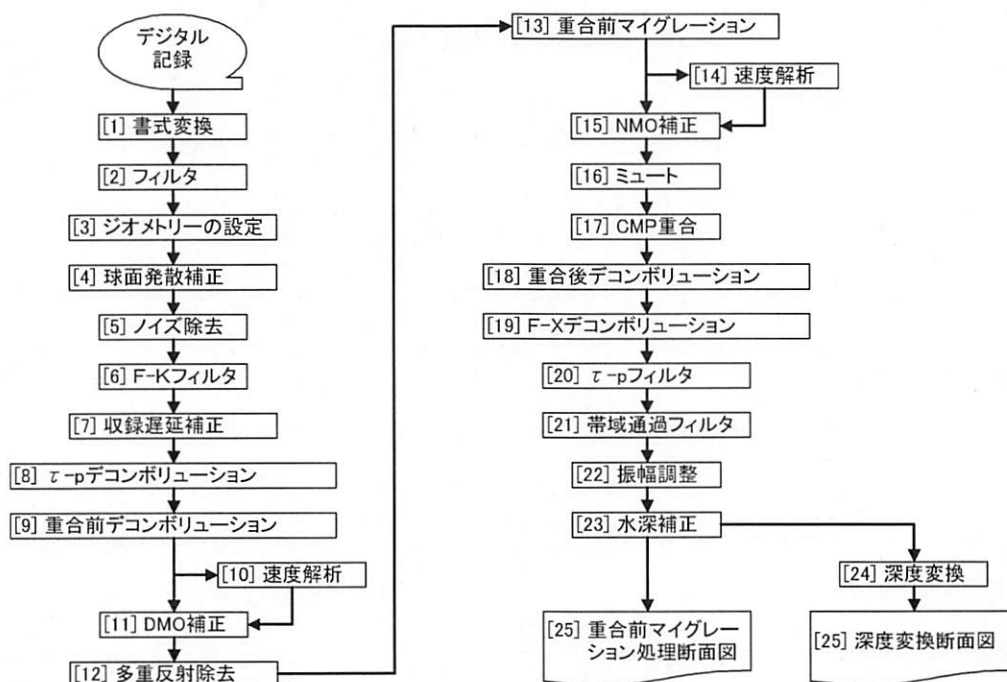 デジタル
記録
[1] 書式変換
[2] フィルタ
[3] ジオメトリーの設定
[4] 球面発散補正
[5] ノイズ除去
[6] F-Kフィルタ
[7] 収録遅延補正
[8] τ-pデコンボリューション
[9] 重合前デコンボリューション
[10] 速度解析
[11] DMO補正
[12] 多重反射除去
[13] 重合前マイグレーション
[14] 速度解析
[15] NMO補正
[16] ミュート
[17] CMP重合
[18] 重合後デコンボリューション
[19] F-Xデコンボリューション
[20] τ-pフィルタ
[21] 帯域通過フィルタ
[22] 振幅調整
[23] 水深補正
[24] 深度変換
[25] 重合前マイグレー
ション処理断面図
[25] 深度変換断面図